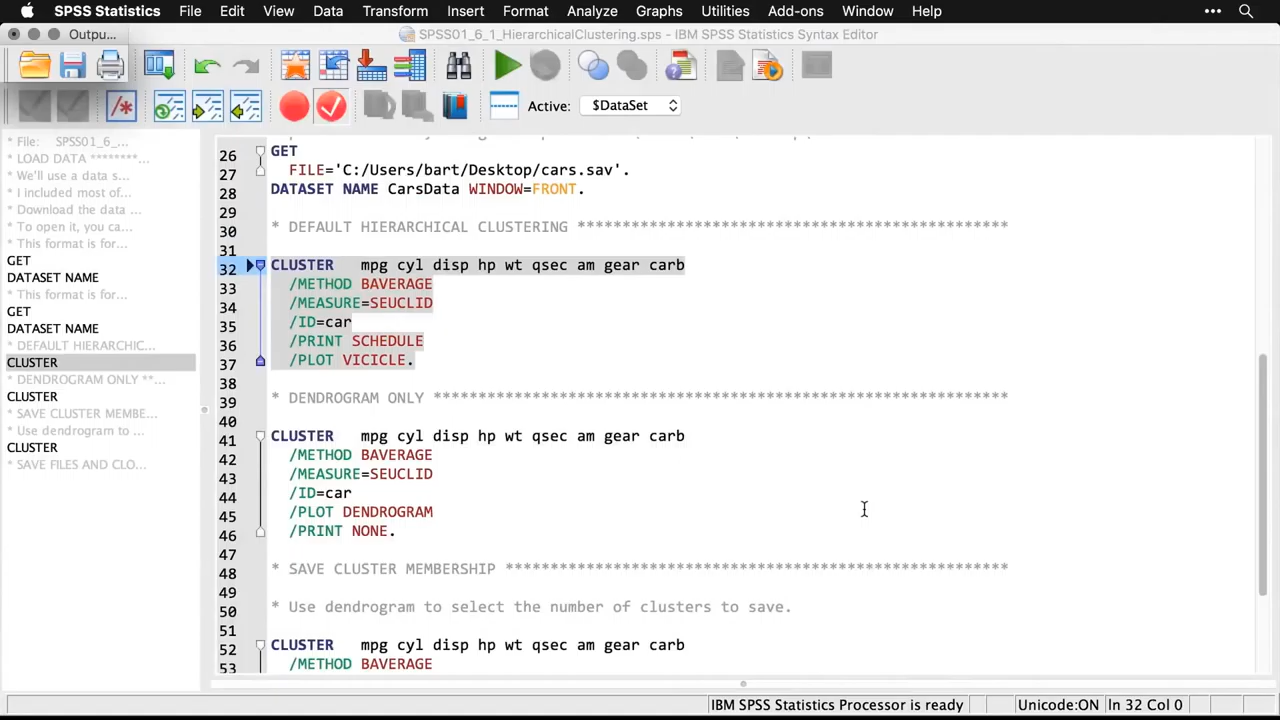 SPSS Statistics File Edit View Data Transform Insert Format Analyze Graphs Utilities Add-ons Window Help
Outpu...
SPSS01_6_1_HierarchicalClustering.sps - IBM SPSS Statistics Syntax Editor
Active: $DataSet
* File: SPSS01_6_...
* LOAD DATA ********...
* We'll use a data s...
* I included most of...
* Download the data ...
* To open it, you ca...
* This format is for...
GET
DATASET NAME
* This format is for...
GET
DATASET NAME
* DEFAULT HIERARCHIC...
CLUSTER
* DENDROGRAM ONLY **...
CLUSTER
* SAVE CLUSTER MEMBE...
* Use dendrogram to ...
CLUSTER
* SAVE FILES AND CLO...
26 GET
27 FILE='C:/Users/bart/Desktop/cars.sav'.
28 DATASET NAME CarsData WINDOW=FRONT.
29
30 * DEFAULT HIERARCHICAL CLUSTERING ************************************************
31
32 CLUSTER mpg cyl disp hp wt qsec am gear carb
33 /METHOD BAVERAGE
34 /MEASURE=SEUCLID
35 /ID=car
36 /PRINT SCHEDULE
37 /PLOT VICICLE.
38
39 * DENDROGRAM ONLY ****************************************************************
40
41 CLUSTER mpg cyl disp hp wt qsec am gear carb
42 /METHOD BAVERAGE
43 /MEASURE=SEUCLID
44 /ID=car
45 /PLOT DENDROGRAM
46 /PRINT NONE.
47
48 * SAVE CLUSTER MEMBERSHIP ********************************************************
49
50 * Use dendrogram to select the number of clusters to save.
51
52 CLUSTER mpg cyl disp hp wt qsec am gear carb
53 /METHOD BAVERAGE
IBM SPSS Statistics Processor is ready Unicode:ON In 32 Col 0